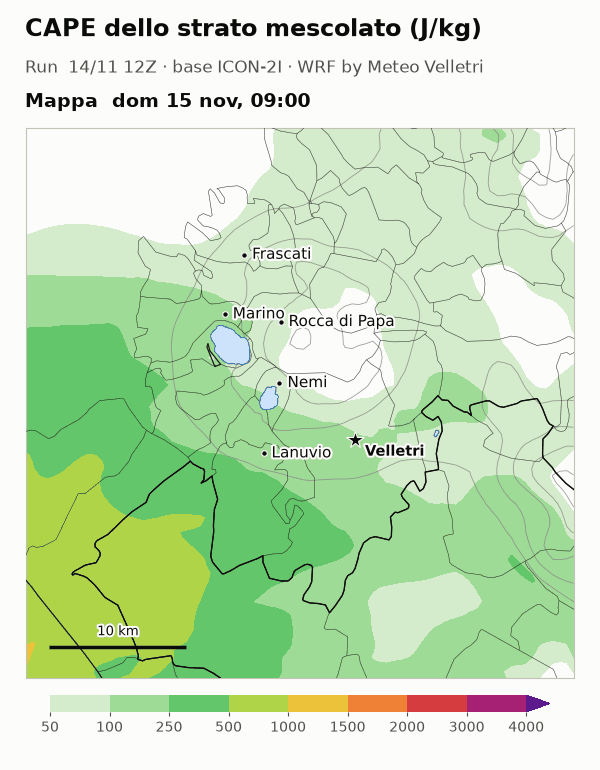 CAPE dello strato mescolato (J/kg)
Run  14/11 12Z · base ICON-2I · WRF by Meteo Velletri
Mappa  dom 15 nov, 09:00
Frascati
Marino
Rocca di Papa
Nemi
Velletri
Lanuvio
10 km
50 100 250 500 1000 1500 2000 3000 4000